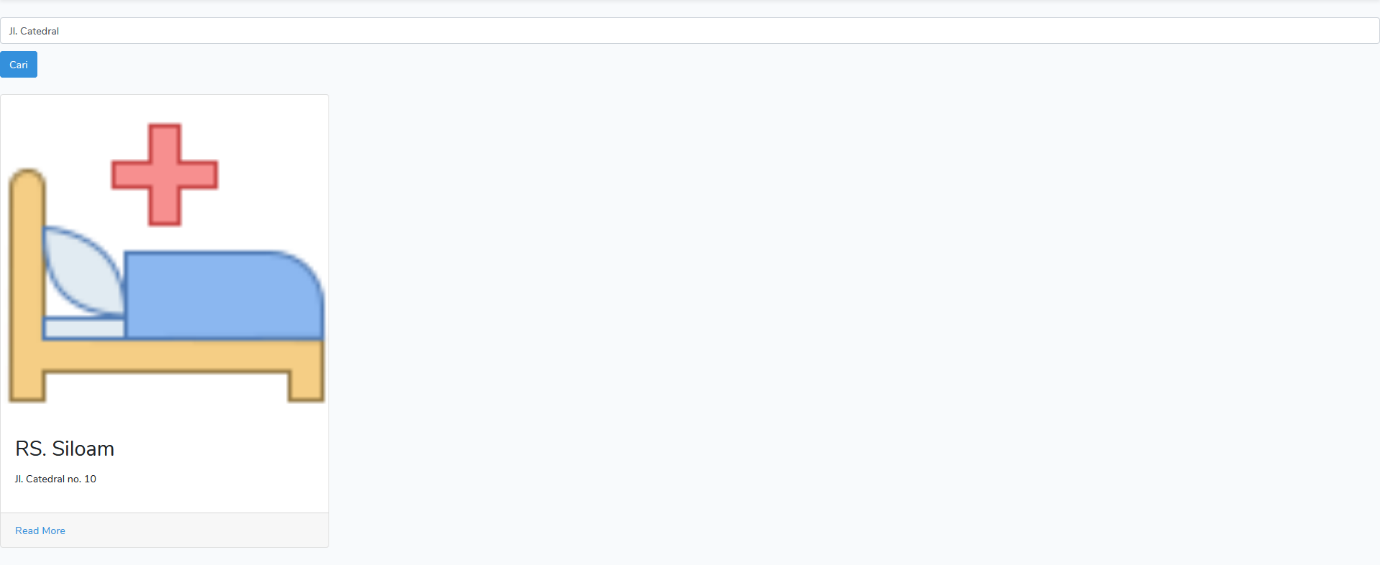 Jl. Catedral
Cari
RS. Siloam
Jl. Catedral no. 10
Read More